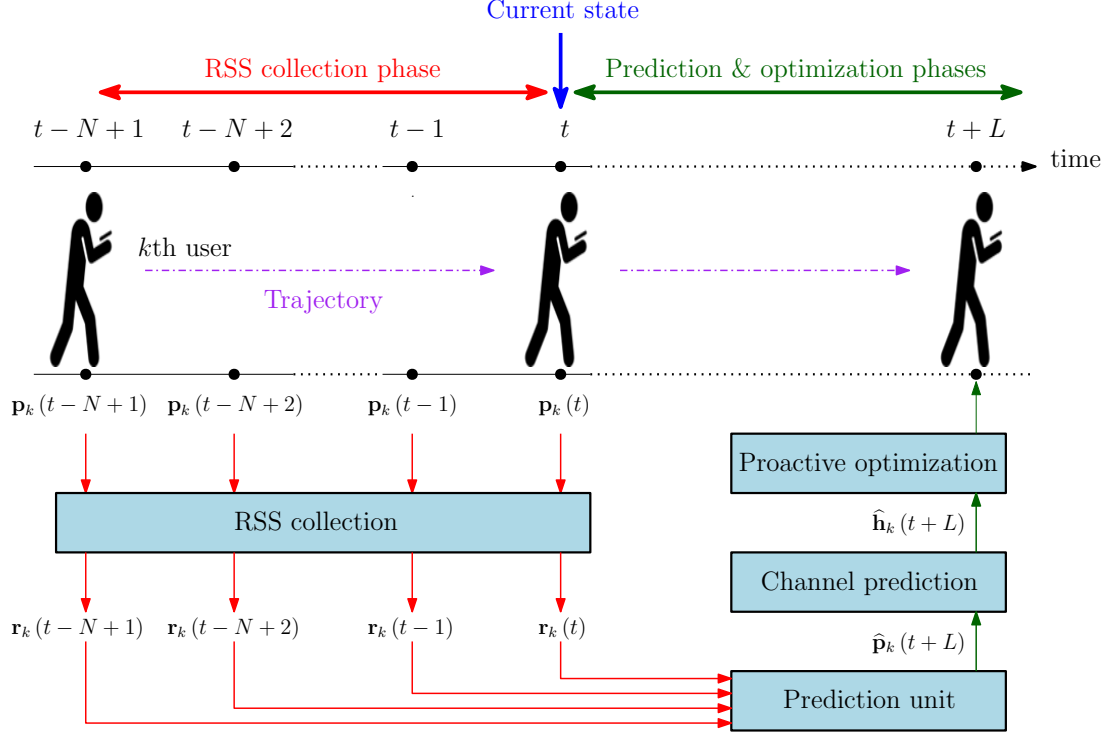 Current state
RSS collection phase
Prediction & optimization phases
t − N + 1
t − N + 2
t − 1
t
t + L
time
kth user
Trajectory
p_k (t − N + 1)
p_k (t − N + 2)
p_k (t − 1)
p_k (t)
Proactive optimization
RSS collection
ĥ_k (t + L)
Channel prediction
r_k (t − N + 1)
r_k (t − N + 2)
r_k (t − 1)
r_k (t)
p̂_k (t + L)
Prediction unit